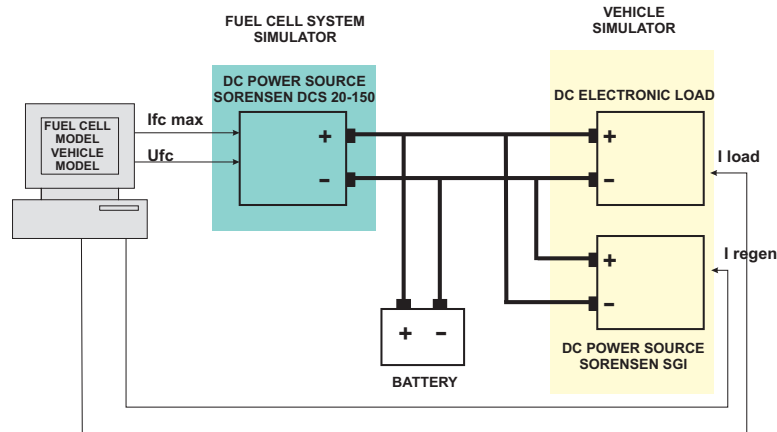 FUEL CELL SYSTEM
SIMULATOR
VEHICLE
SIMULATOR
DC POWER SOURCE
SORENSEN DCS 20-150
DC ELECTRONIC LOAD
FUEL CELL
MODEL
VEHICLE
MODEL
Ifc max
Ufc
+
−
+
−
I load
I regen
+
−
+ −
BATTERY
DC POWER SOURCE
SORENSEN SGI